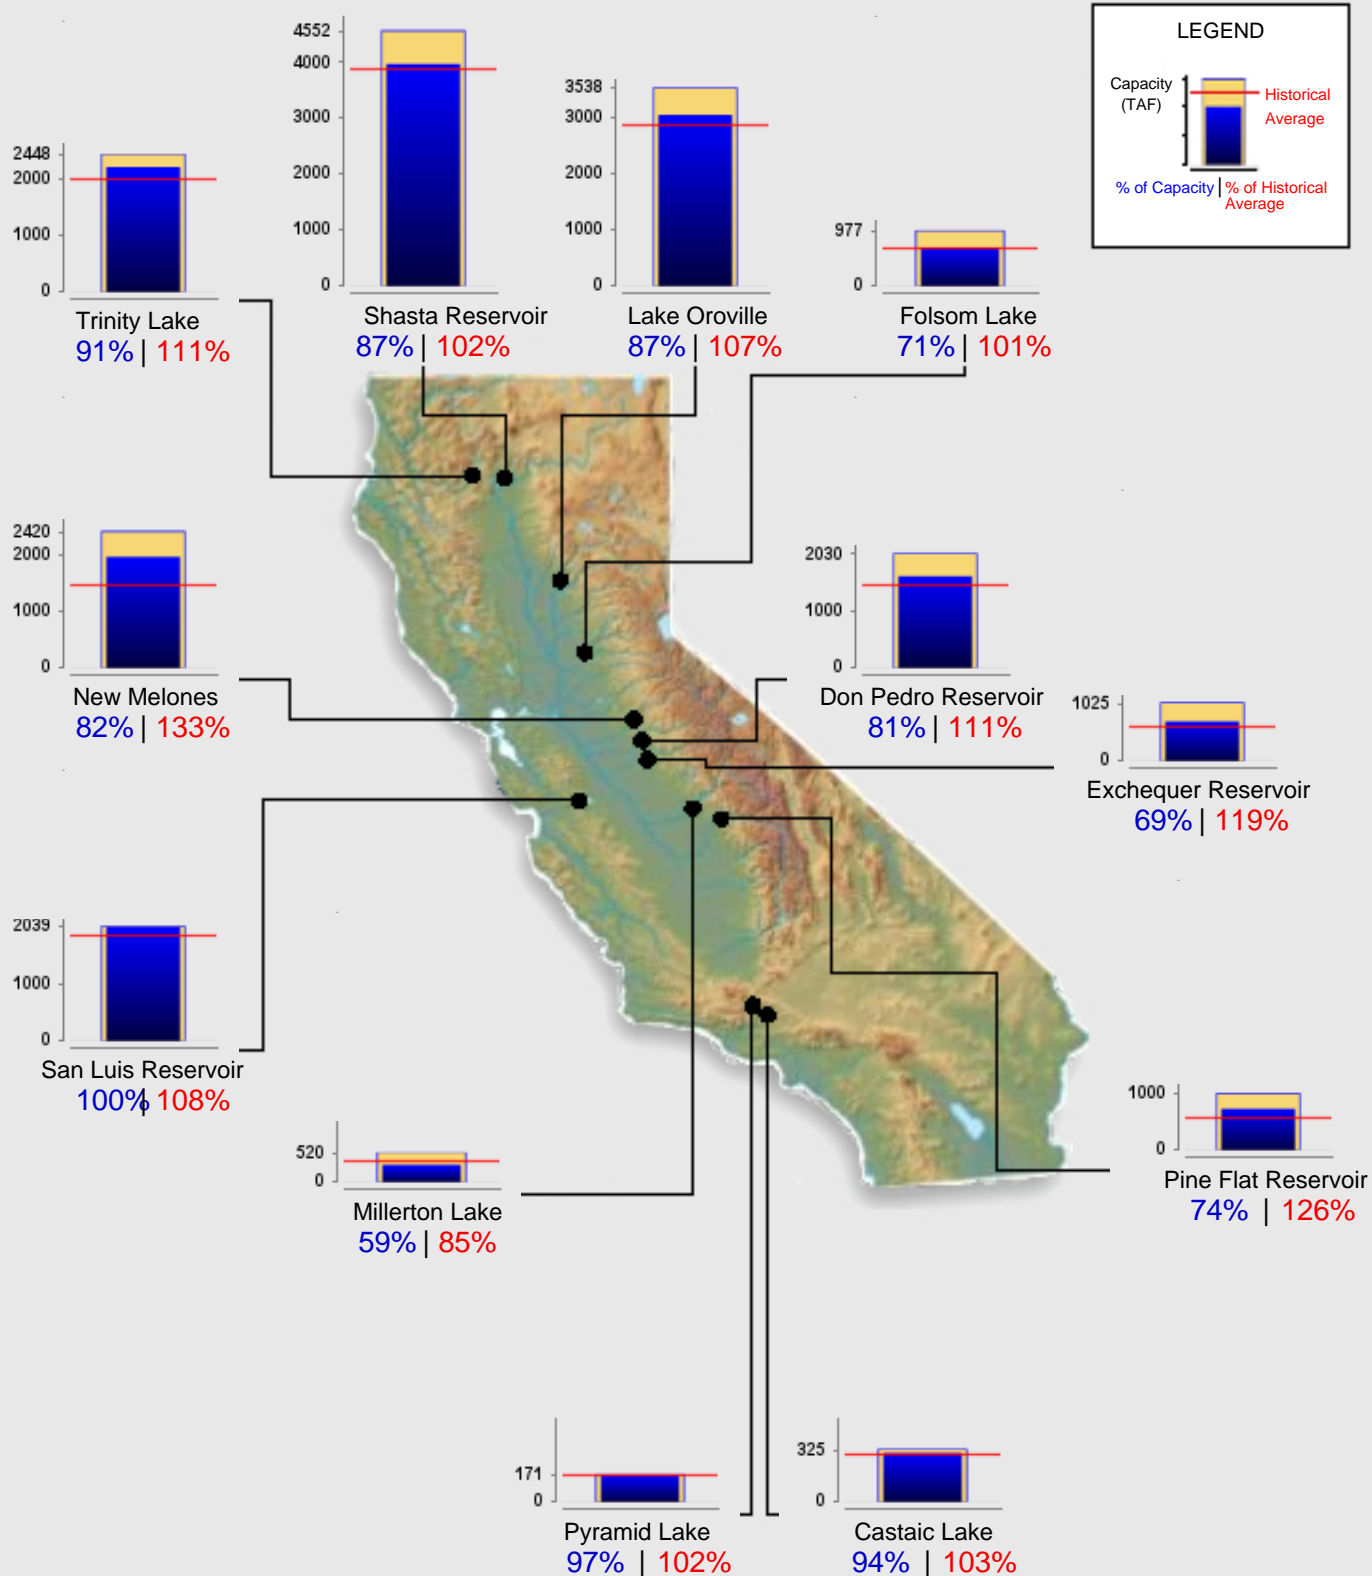 LEGEND
Capacity
(TAF)
Historical
Average
% of Capacity | % of Historical
Average
4552
4000
3000
2000
1000
0
Shasta Reservoir
87% | 102%
3538
3000
2000
1000
0
Lake Oroville
87% | 107%
2448
2000
1000
0
Trinity Lake
91% | 111%
977
0
Folsom Lake
71% | 101%
2420
2000
1000
0
New Melones
82% | 133%
2030
1000
0
Don Pedro Reservoir
81% | 111%
1025
0
Exchequer Reservoir
69% | 119%
2039
1000
0
San Luis Reservoir
100% | 108%
520
0
Millerton Lake
59% | 85%
1000
0
Pine Flat Reservoir
74% | 126%
171
0
Pyramid Lake
97% | 102%
325
0
Castaic Lake
94% | 103%